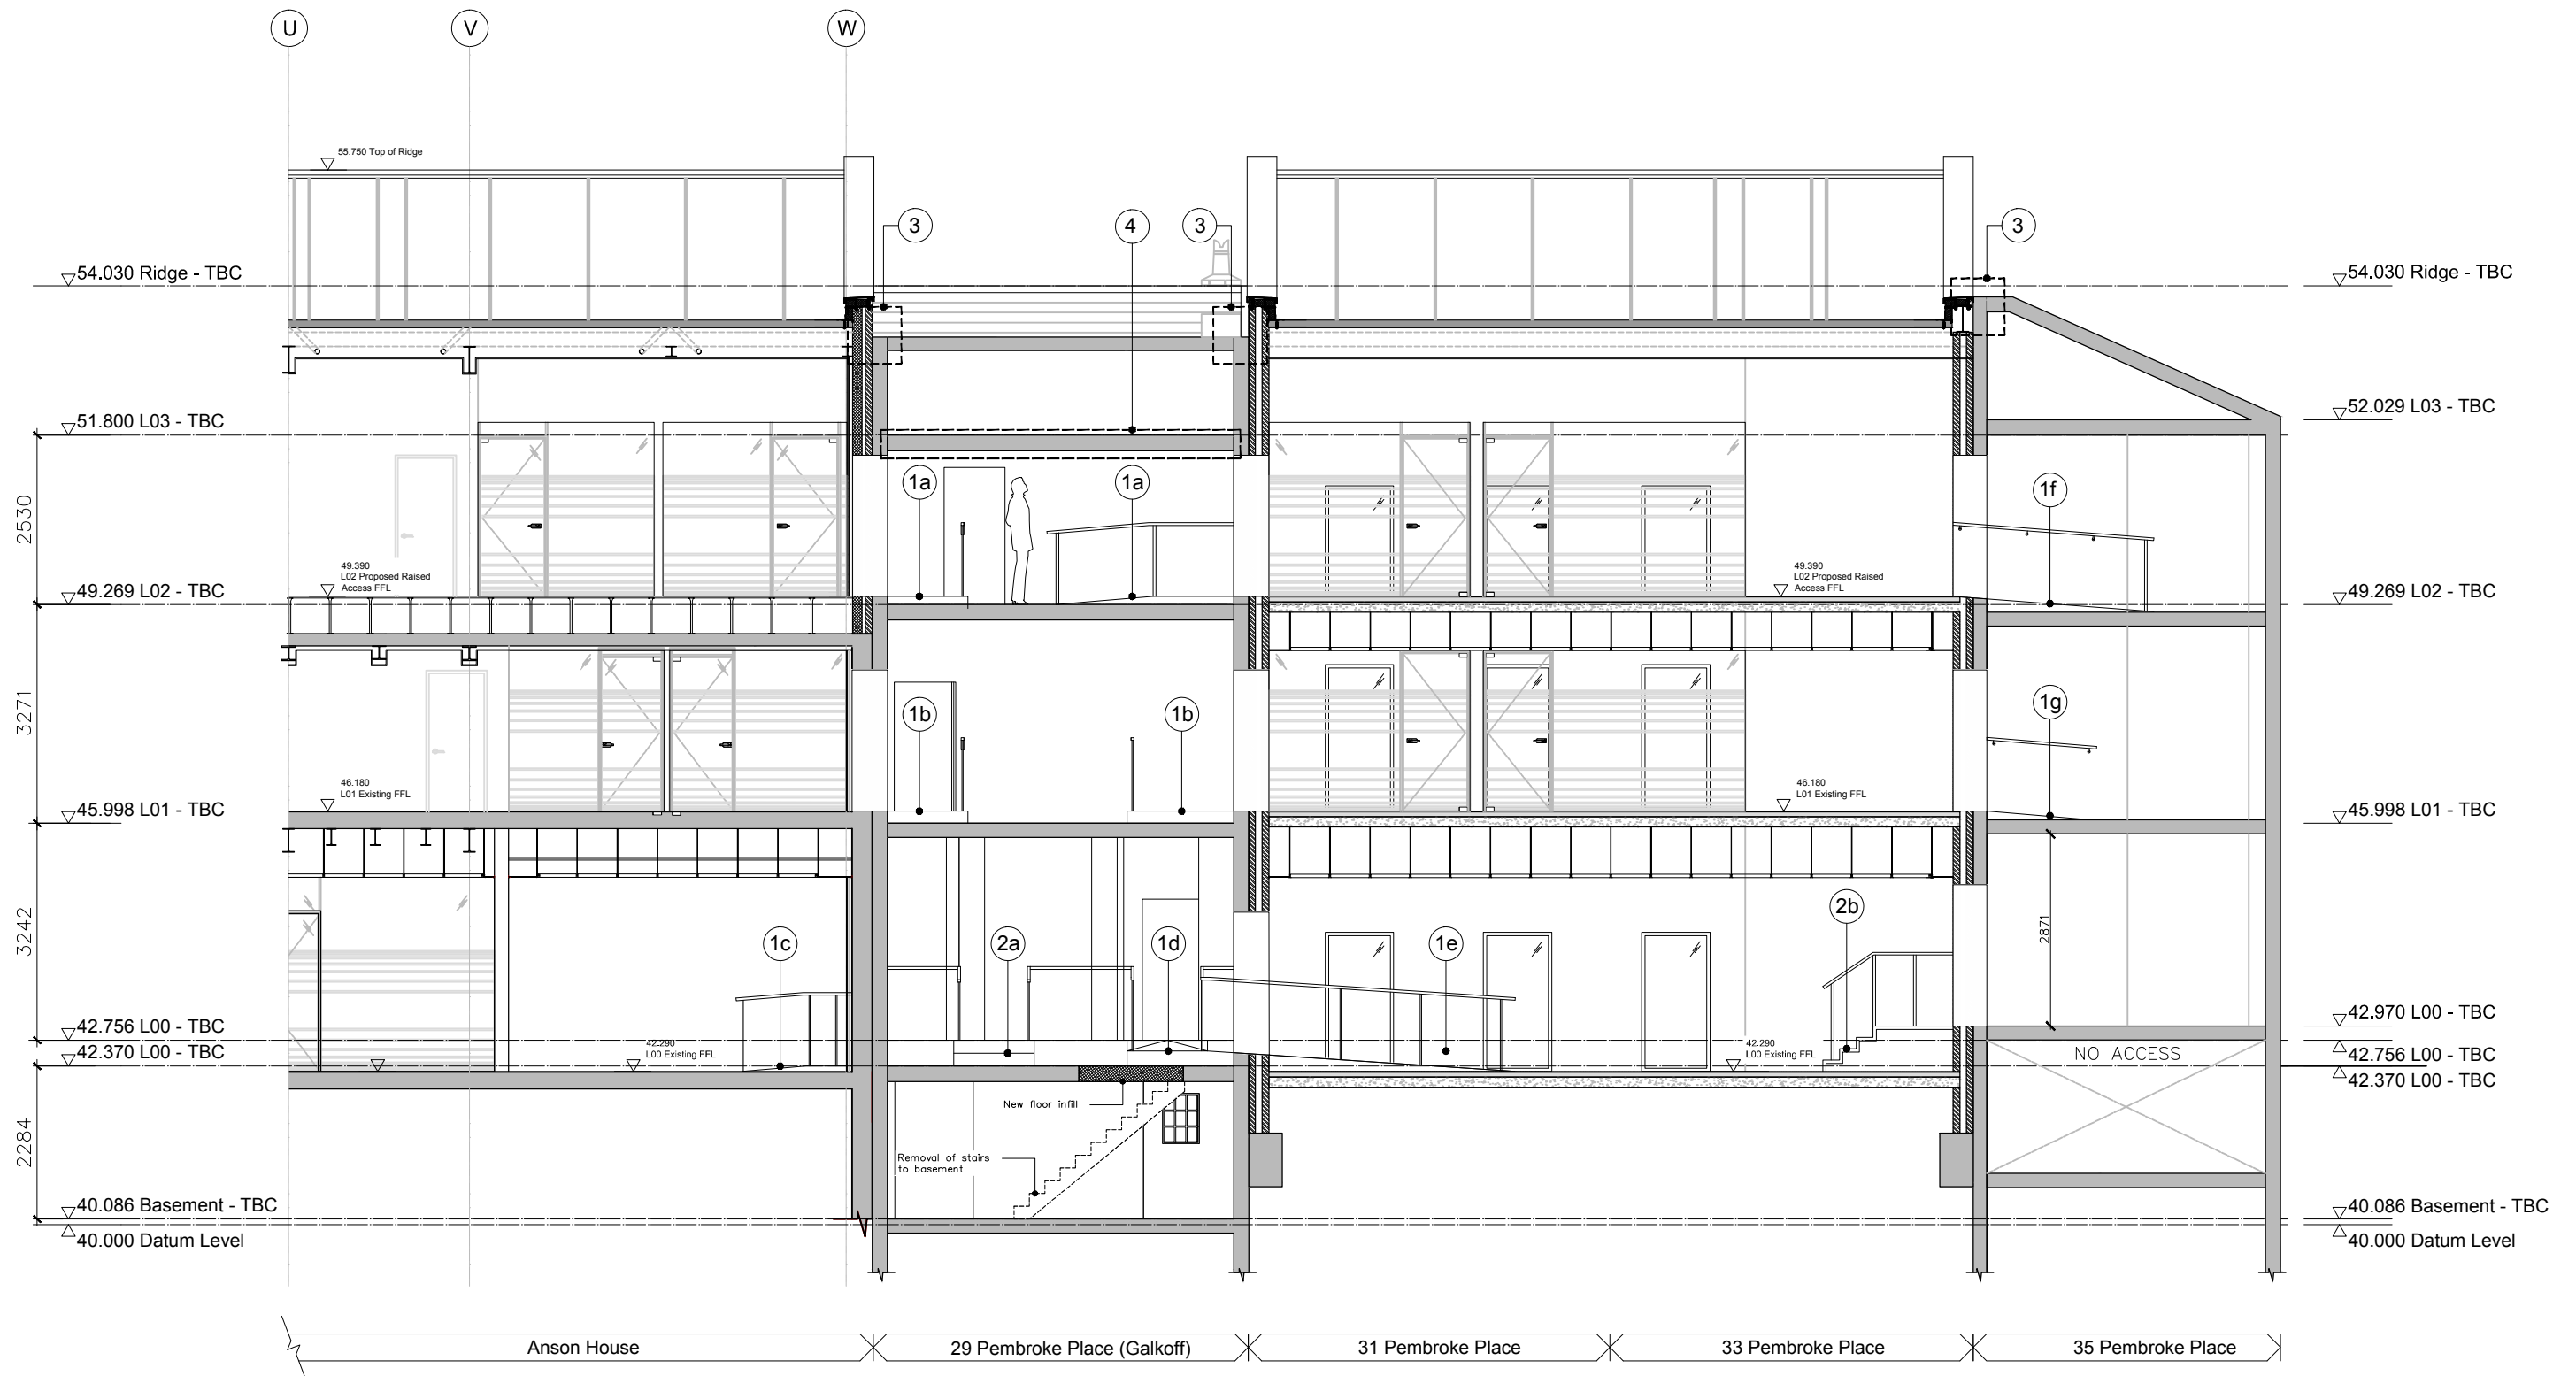 U
V
W
55.750 Top of Ridge
3
4
3
3
54.030 Ridge - TBC
54.030 Ridge - TBC
51.800 L03 - TBC
52.029 L03 - TBC
1a
1a
1f
2530
49.390
L02 Proposed Raised
Access FFL
49.390
L02 Proposed Raised
Access FFL
49.269 L02 - TBC
49.269 L02 - TBC
3271
1b
1b
1g
46.180
L01 Existing FFL
46.180
L01 Existing FFL
45.998 L01 - TBC
45.998 L01 - TBC
3242
1c
2a
1d
1e
2b
2871
42.756 L00 - TBC
42.970 L00 - TBC
42.370 L00 - TBC
42.290
L00 Existing FFL
42.290
L00 Existing FFL
NO ACCESS
42.756 L00 - TBC
42.370 L00 - TBC
New floor infill
2284
Removal of stairs
to basement
40.086 Basement - TBC
40.086 Basement - TBC
40.000 Datum Level
40.000 Datum Level
Anson House
29 Pembroke Place (Galkoff)
31 Pembroke Place
33 Pembroke Place
35 Pembroke Place